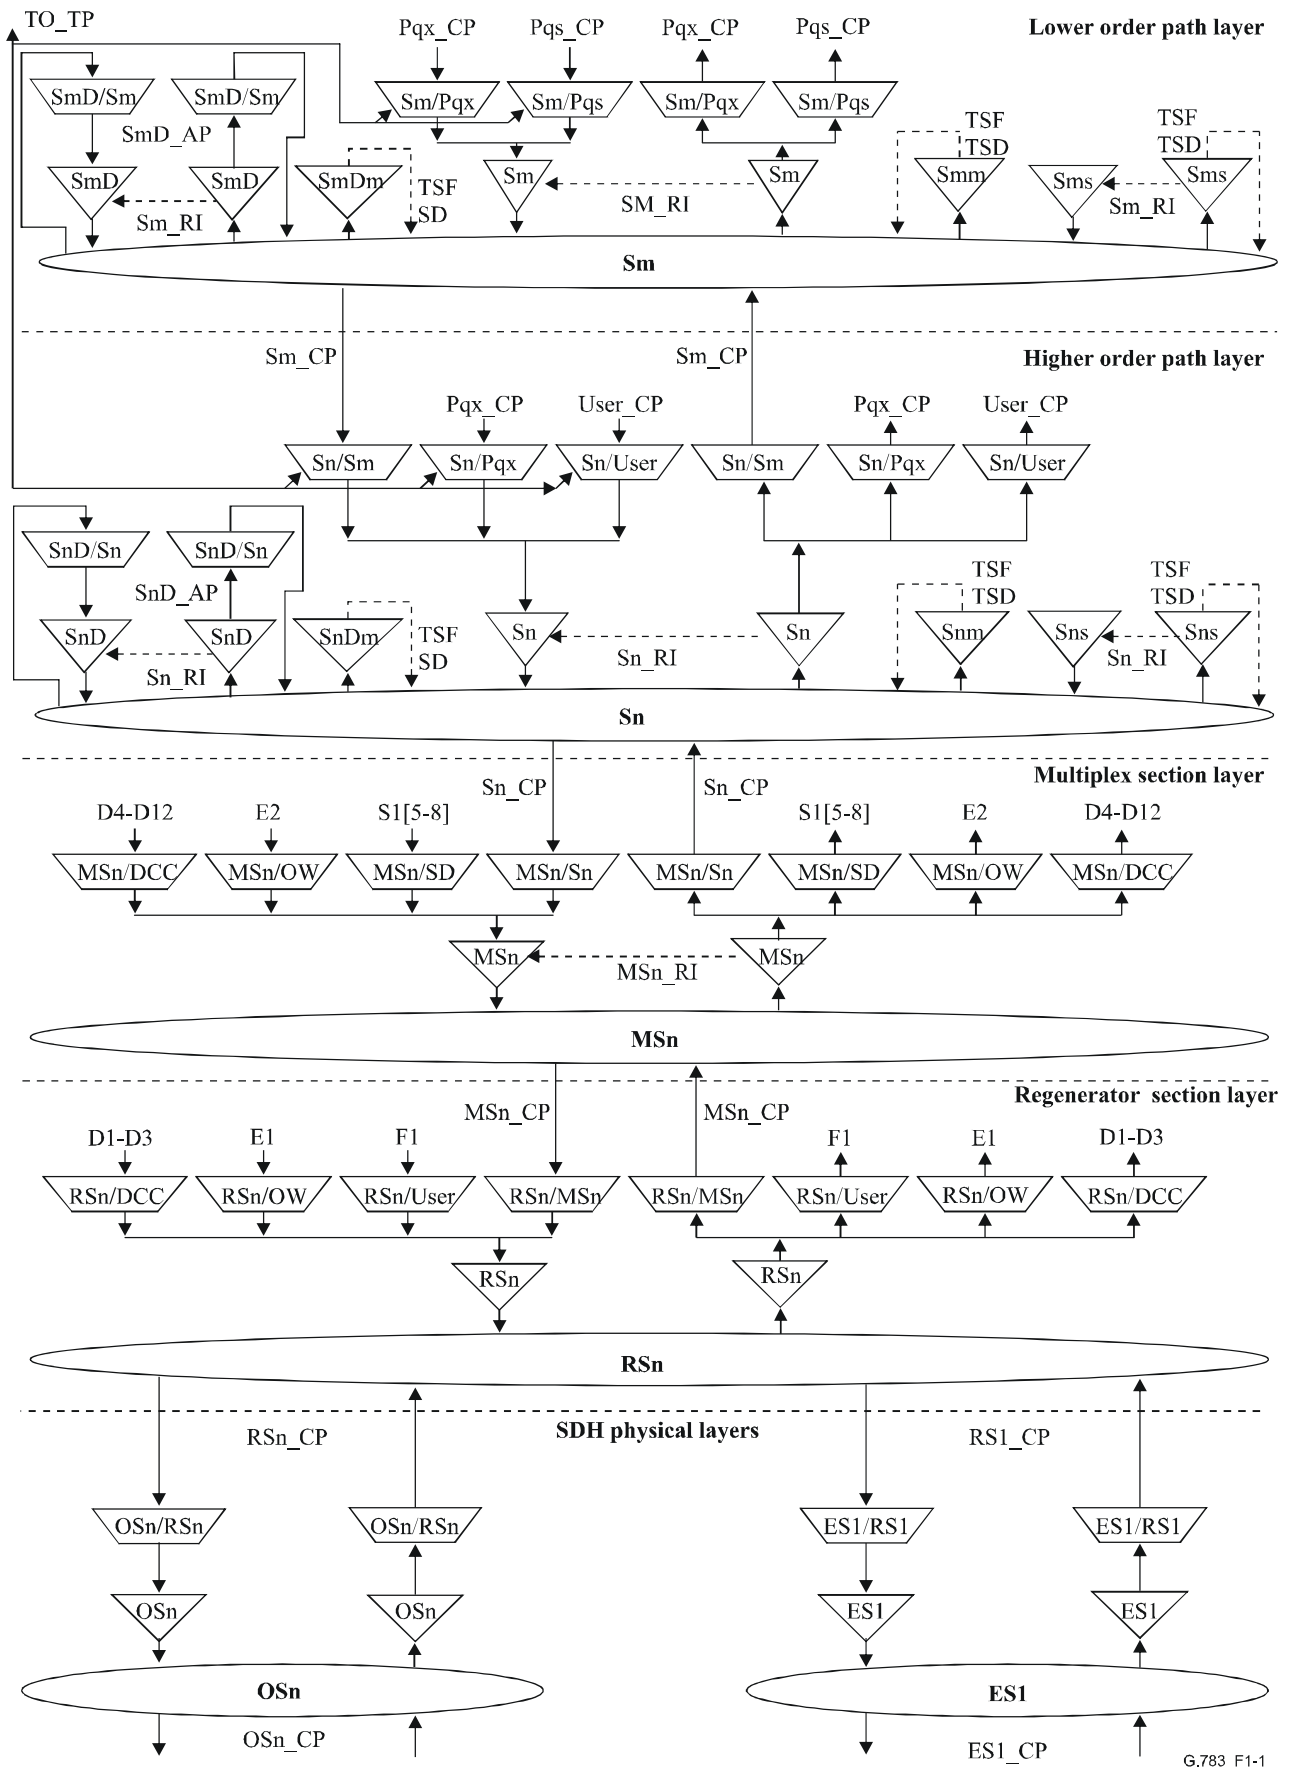 TO_TP
Pqx_CP Pqs_CP Pqx_CP Pqs_CP
Lower order path layer
SmD/Sm SmD/Sm Sm/Pqx Sm/Pqs Sm/Pqx Sm/Pqs
SmD_AP
TSF TSD
TSF TSD
SmD SmD SmDm
TSF SD
Sm Sm Smm Sms Sms
Sm_RI SM_RI Sm_RI
Sm
Sm_CP Sm_CP
Higher order path layer
Pqx_CP User_CP Pqx_CP User_CP
Sn/Sm Sn/Pqx Sn/User Sn/Sm Sn/Pqx Sn/User
SnD/Sn SnD/Sn
SnD_AP
TSF TSD
TSF TSD
SnD SnD SnDm
TSF SD
Sn Sn Snm Sns Sns
Sn_RI Sn_RI Sn_RI
Sn
Multiplex section layer
Sn_CP Sn_CP
D4-D12 E2 S1[5-8] S1[5-8] E2 D4-D12
MSn/DCC MSn/OW MSn/SD MSn/Sn MSn/Sn MSn/SD MSn/OW MSn/DCC
MSn MSn
MSn_RI
MSn
Regenerator section layer
MSn_CP MSn_CP
D1-D3 E1 F1 F1 E1 D1-D3
RSn/DCC RSn/OW RSn/User RSn/MSn RSn/MSn RSn/User RSn/OW RSn/DCC
RSn RSn
RSn
SDH physical layers
RSn_CP RS1_CP
OSn/RSn OSn/RSn ES1/RS1 ES1/RS1
OSn OSn ES1 ES1
OSn ES1
OSn_CP ES1_CP
G.783_F1-1